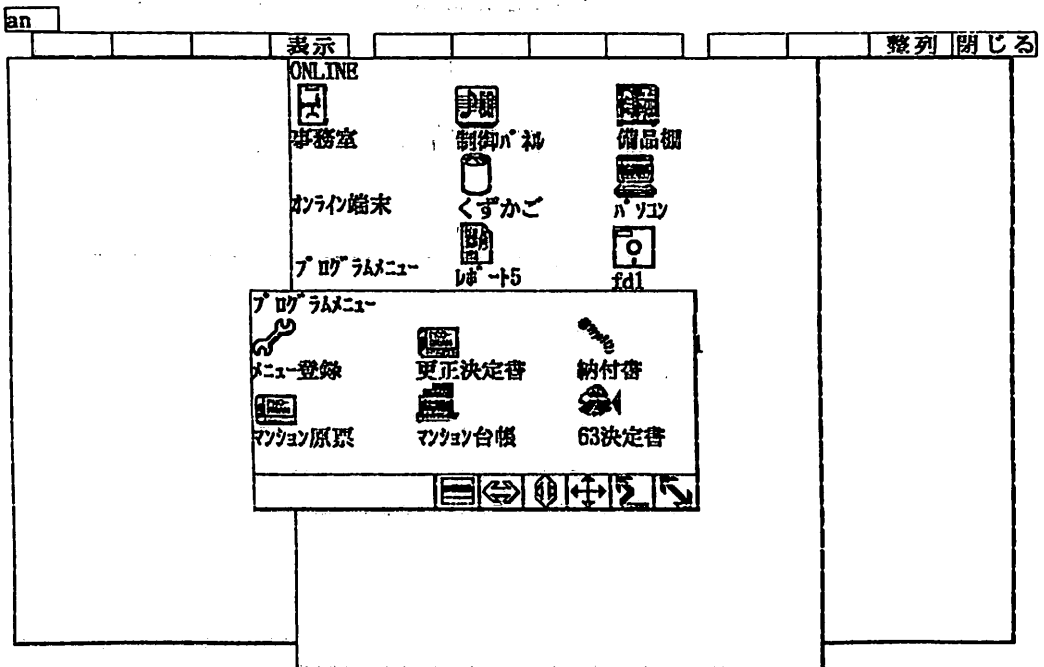 an
表示 整列 閉じる
ONLINE
事務室 制御パネル 備品棚
オンライン端末 くずかご パソコン
プログラムメニュー レポート5 fd1
プログラムメニュー
メニュー登録 更正決定書 納付書
マンション原票 マンション台帳 63決定書